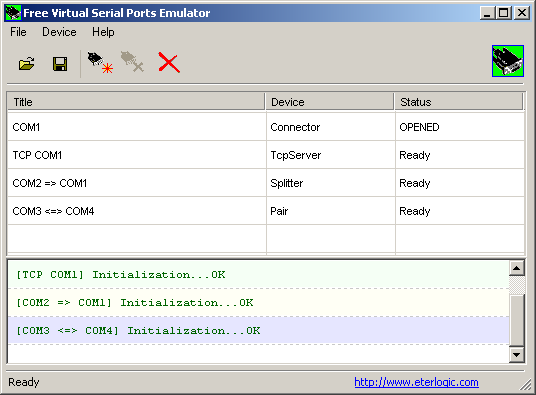 Free Virtual Serial Ports Emulator
File Device Help
Title Device Status
COM1 Connector OPENED
TCP COM1 TcpServer Ready
COM2 => COM1 Splitter Ready
COM3 <=> COM4 Pair Ready
[TCP COM1] Initialization...OK
[COM2 => COM1] Initialization...OK
[COM3 <=> COM4] Initialization...OK
Ready http://www.eterlogic.com